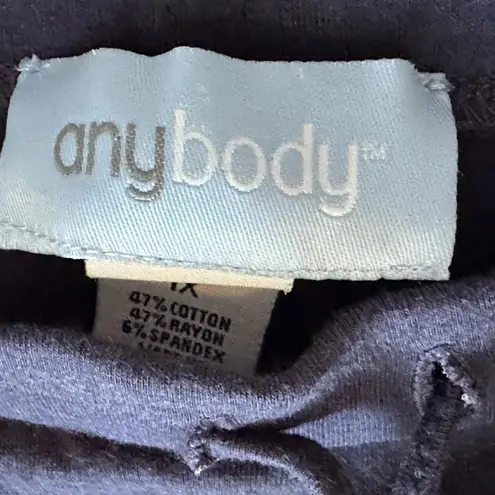 anybody™
1X
47% COTTON
47% RAYON
6% SPANDEX